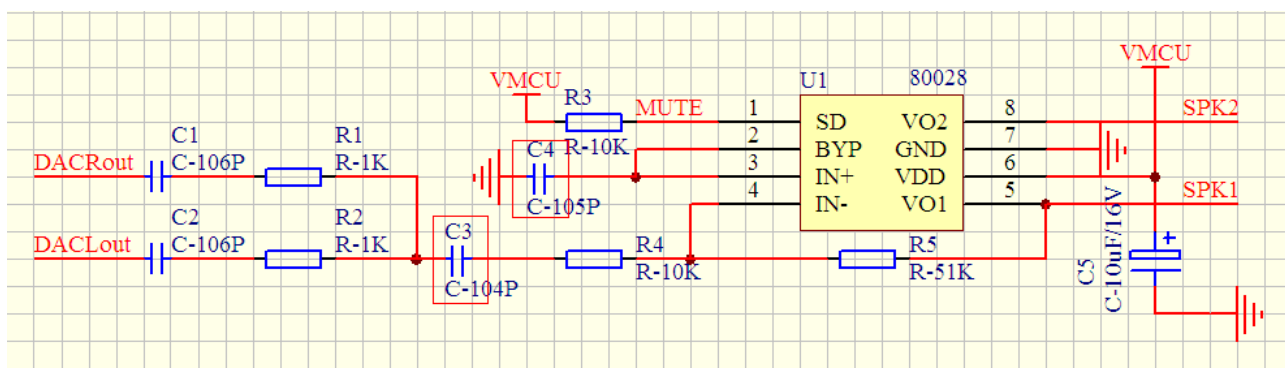 VMCU
U1
80028
VMCU
R3
MUTE
1
SD
VO2
8
SPK2
C1
C4
R-10K
2
BYP
GND
7
DACRout
C-106P
R1
R-1K
3
IN+
VDD
6
C-105P
4
IN-
VO1
5
SPK1
C2
DACLout
C-106P
R2
R-1K
C3
R4
R5
+
C-104P
R-10K
R-51K
C5
C-10uF/16V